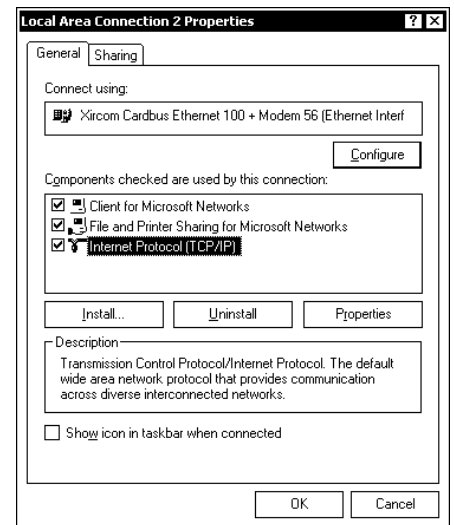 Local Area Connection 2 Properties
General
Sharing
Connect using:
Xircom Cardbus Ethernet 100 + Modem 56 (Ethernet Interf
Configure
Components checked are used by this connection:
Client for Microsoft Networks
File and Printer Sharing for Microsoft Networks
Internet Protocol (TCP/IP)
Install...
Uninstall
Properties
Description
Transmission Control Protocol/Internet Protocol. The default
wide area network protocol that provides communication
across diverse interconnected networks.
Show icon in taskbar when connected
OK
Cancel